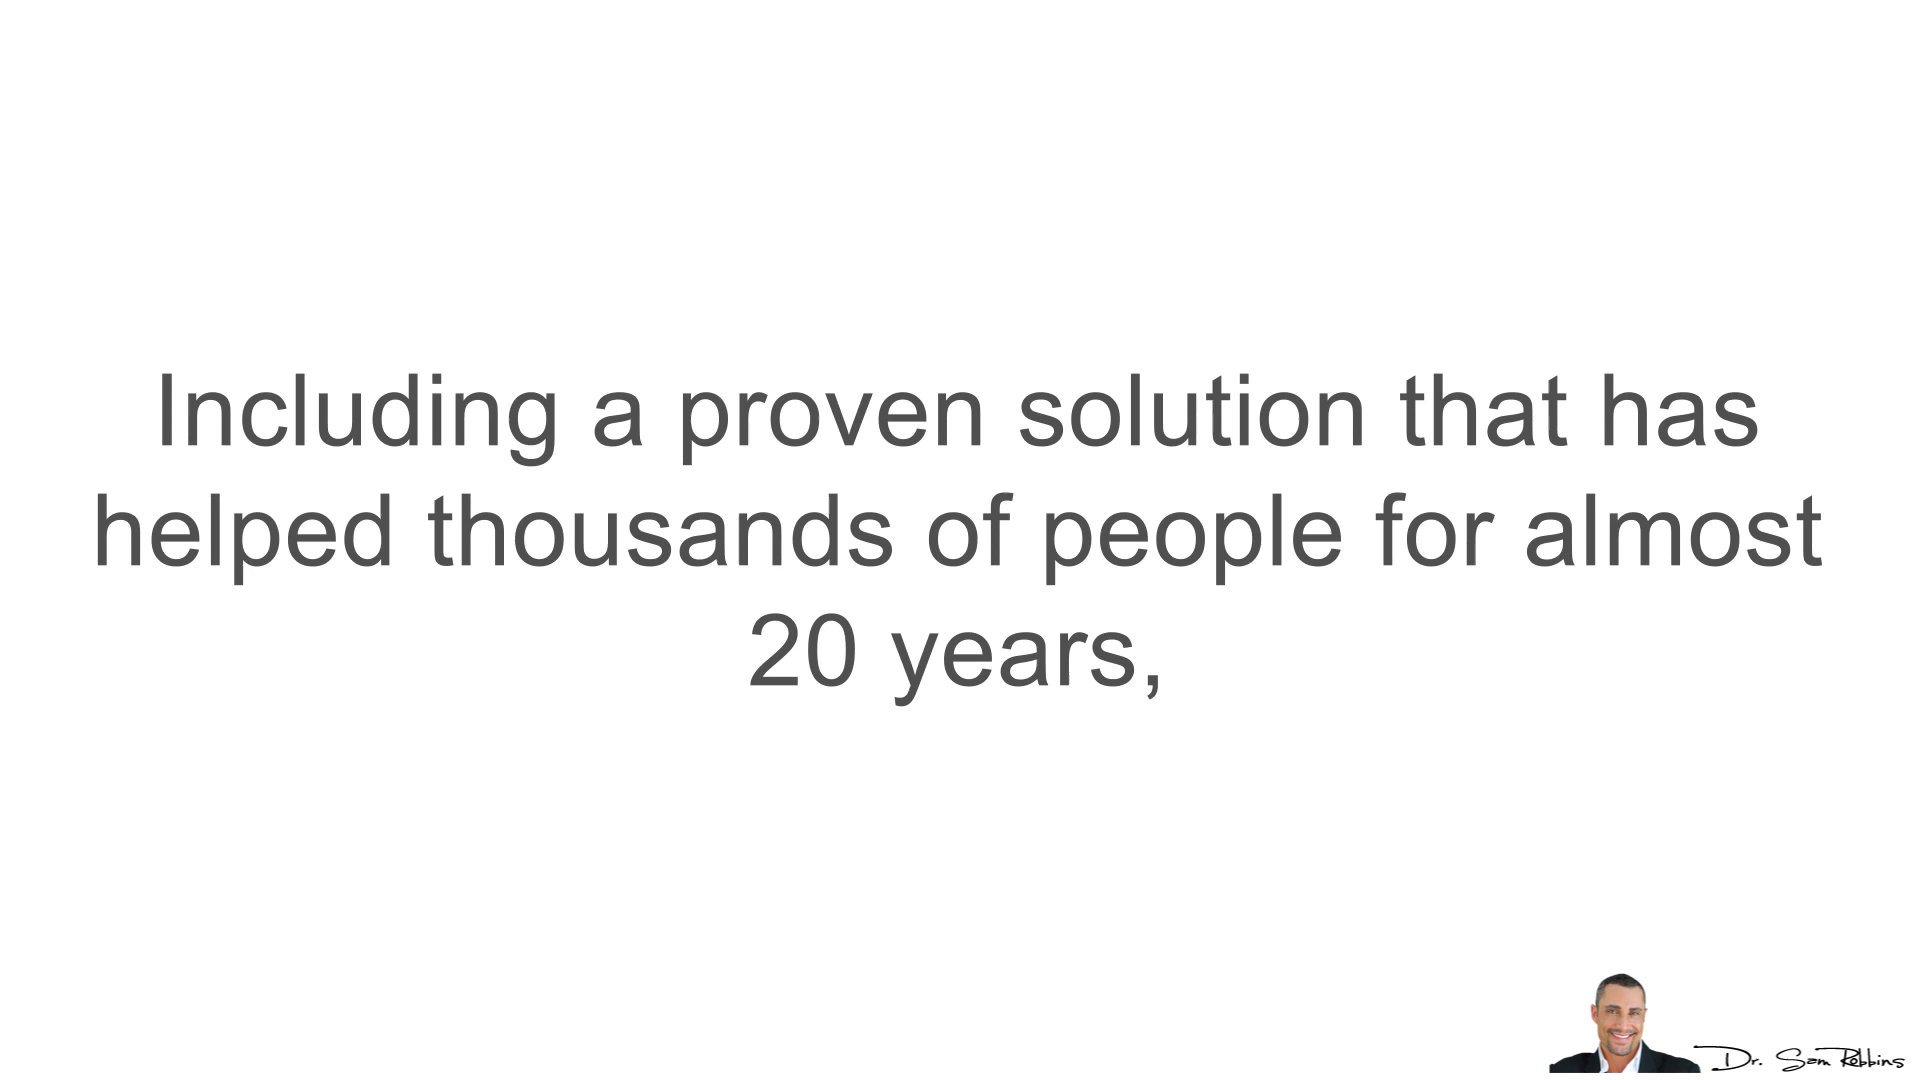 Including a proven solution that has
helped thousands of people for almost
20 years,
Dr. Sam Robbins